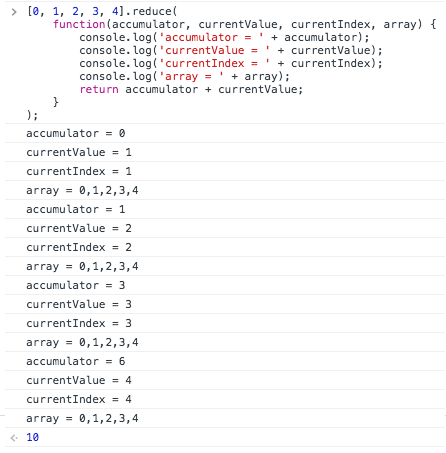 > [0, 1, 2, 3, 4].reduce(
function(accumulator, currentValue, currentIndex, array) {
console.log('accumulator = ' + accumulator);
console.log('currentValue = ' + currentValue);
console.log('currentIndex = ' + currentIndex);
console.log('array = ' + array);
return accumulator + currentValue;
}
);
accumulator = 0
currentValue = 1
currentIndex = 1
array = 0,1,2,3,4
accumulator = 1
currentValue = 2
currentIndex = 2
array = 0,1,2,3,4
accumulator = 3
currentValue = 3
currentIndex = 3
array = 0,1,2,3,4
accumulator = 6
currentValue = 4
currentIndex = 4
array = 0,1,2,3,4
10